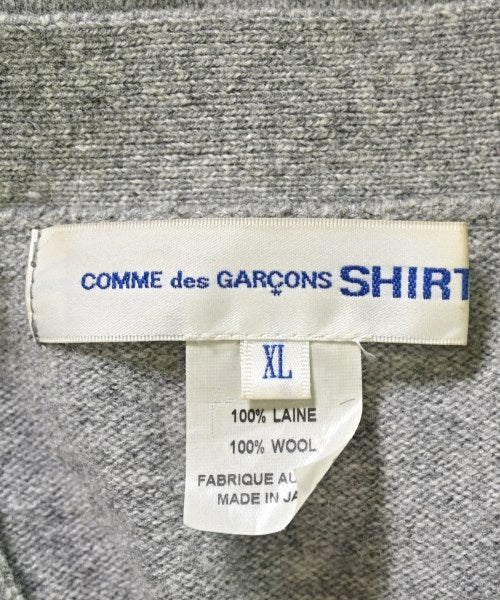 COMME des GARÇONS SHIRT
XL
100% LAINE
100% WOOL
FABRIQUE AU
MADE IN JA